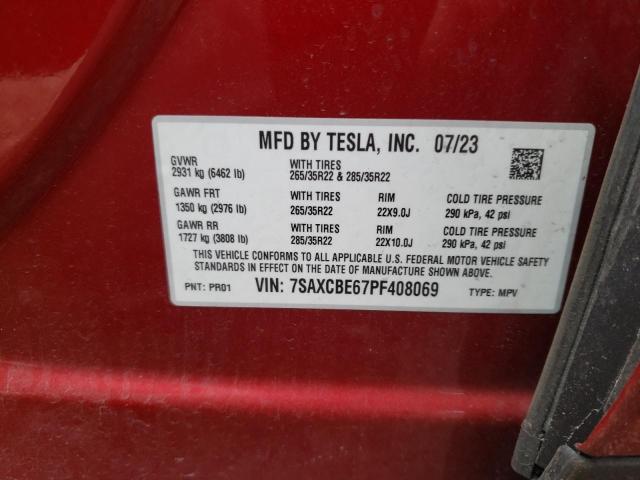 MFD BY TESLA, INC. 07/23
GVWR
2931 kg (6462 lb)
WITH TIRES
265/35R22 & 285/35R22
GAWR FRT
1350 kg (2976 lb)
WITH TIRES
265/35R22
RIM
22X9.0J
COLD TIRE PRESSURE
290 kPa, 42 psi
GAWR RR
1727 kg (3808 lb)
WITH TIRES
285/35R22
RIM
22X10.0J
COLD TIRE PRESSURE
290 kPa, 42 psi
THIS VEHICLE CONFORMS TO ALL APPLICABLE U.S. FEDERAL MOTOR VEHICLE SAFETY
STANDARDS IN EFFECT ON THE DATE OF MANUFACTURE SHOWN ABOVE.
PNT: PR01 VIN: 7SAXCBE67PF408069 TYPE: MPV